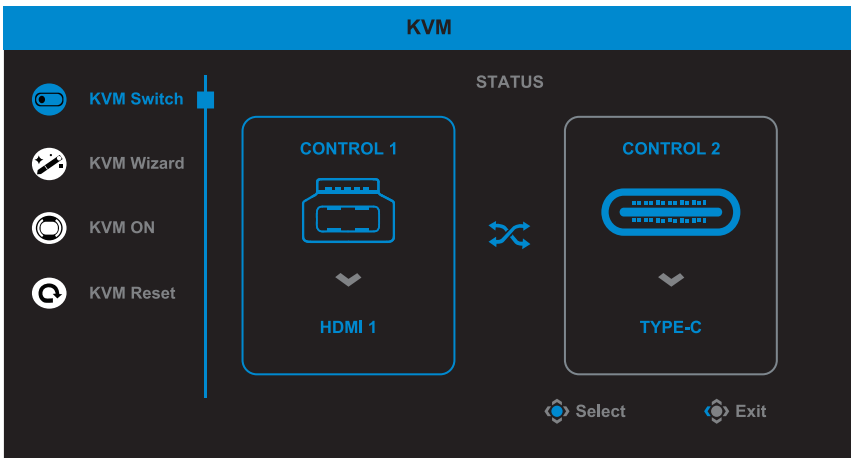 KVM
STATUS
KVM Switch
KVM Wizard
KVM ON
KVM Reset
CONTROL 1
HDMI 1
CONTROL 2
TYPE-C
Select
Exit